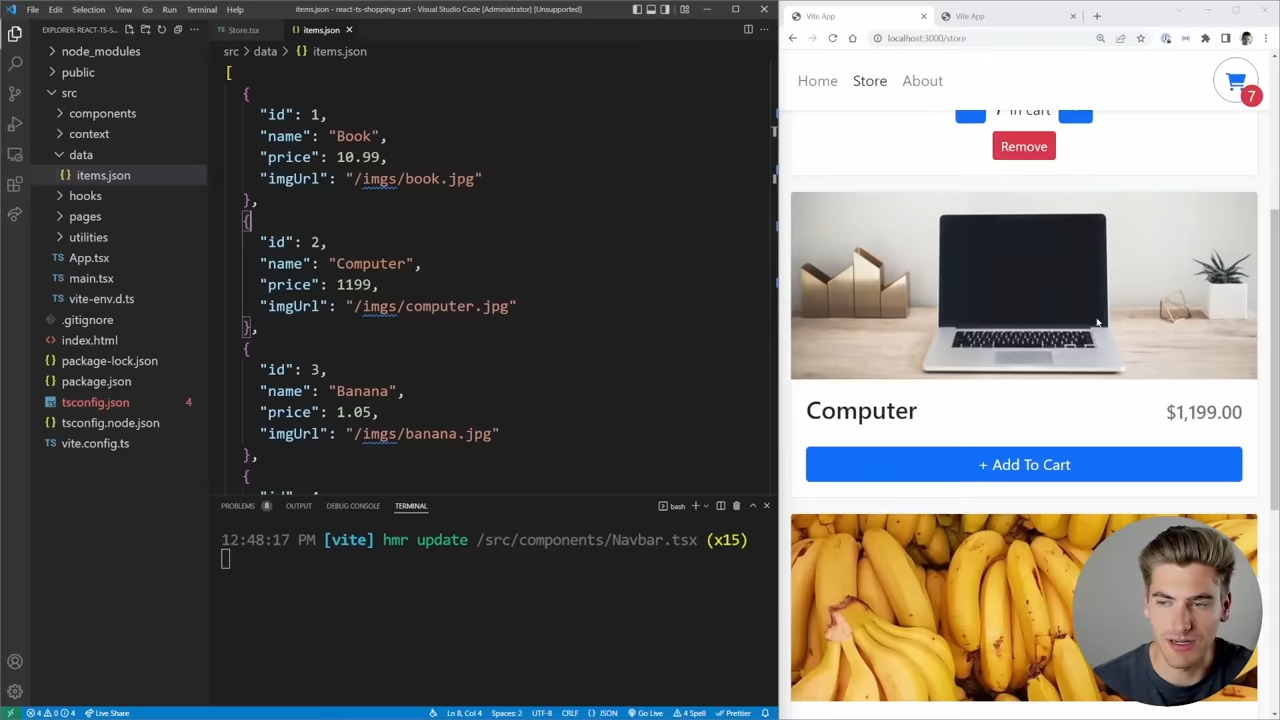 File Edit Selection View Go Run Terminal Help
items.json - react-ts-shopping-cart - Visual Studio Code [Administrator] [Unsupported]
EXPLORER: REACT-TS-S...
node_modules
public
src
components
context
data
items.json
hooks
pages
utilities
App.tsx
main.tsx
vite-env.d.ts
.gitignore
index.html
package-lock.json
package.json
tsconfig.json 4
tsconfig.node.json
vite.config.ts
Store.tsx
items.json
src > data > items.json
[
{
"id": 1,
"name": "Book",
"price": 10.99,
"imgUrl": "/imgs/book.jpg"
},
{
"id": 2,
"name": "Computer",
"price": 1199,
"imgUrl": "/imgs/computer.jpg"
},
{
"id": 3,
"name": "Banana",
"price": 1.05,
"imgUrl": "/imgs/banana.jpg"
},
{
PROBLEMS 8 OUTPUT DEBUG CONSOLE TERMINAL
bash
12:48:17 PM [vite] hmr update /src/components/Navbar.tsx (x15)
4 0 4 Live Share
Ln 8, Col 4 Spaces: 2 UTF-8 CRLF {} JSON Go Live 4 Spell Prettier
Vite App
Vite App
localhost:3000/store
Home Store About
7
7 in cart
Remove
Computer $1,199.00
+ Add To Cart